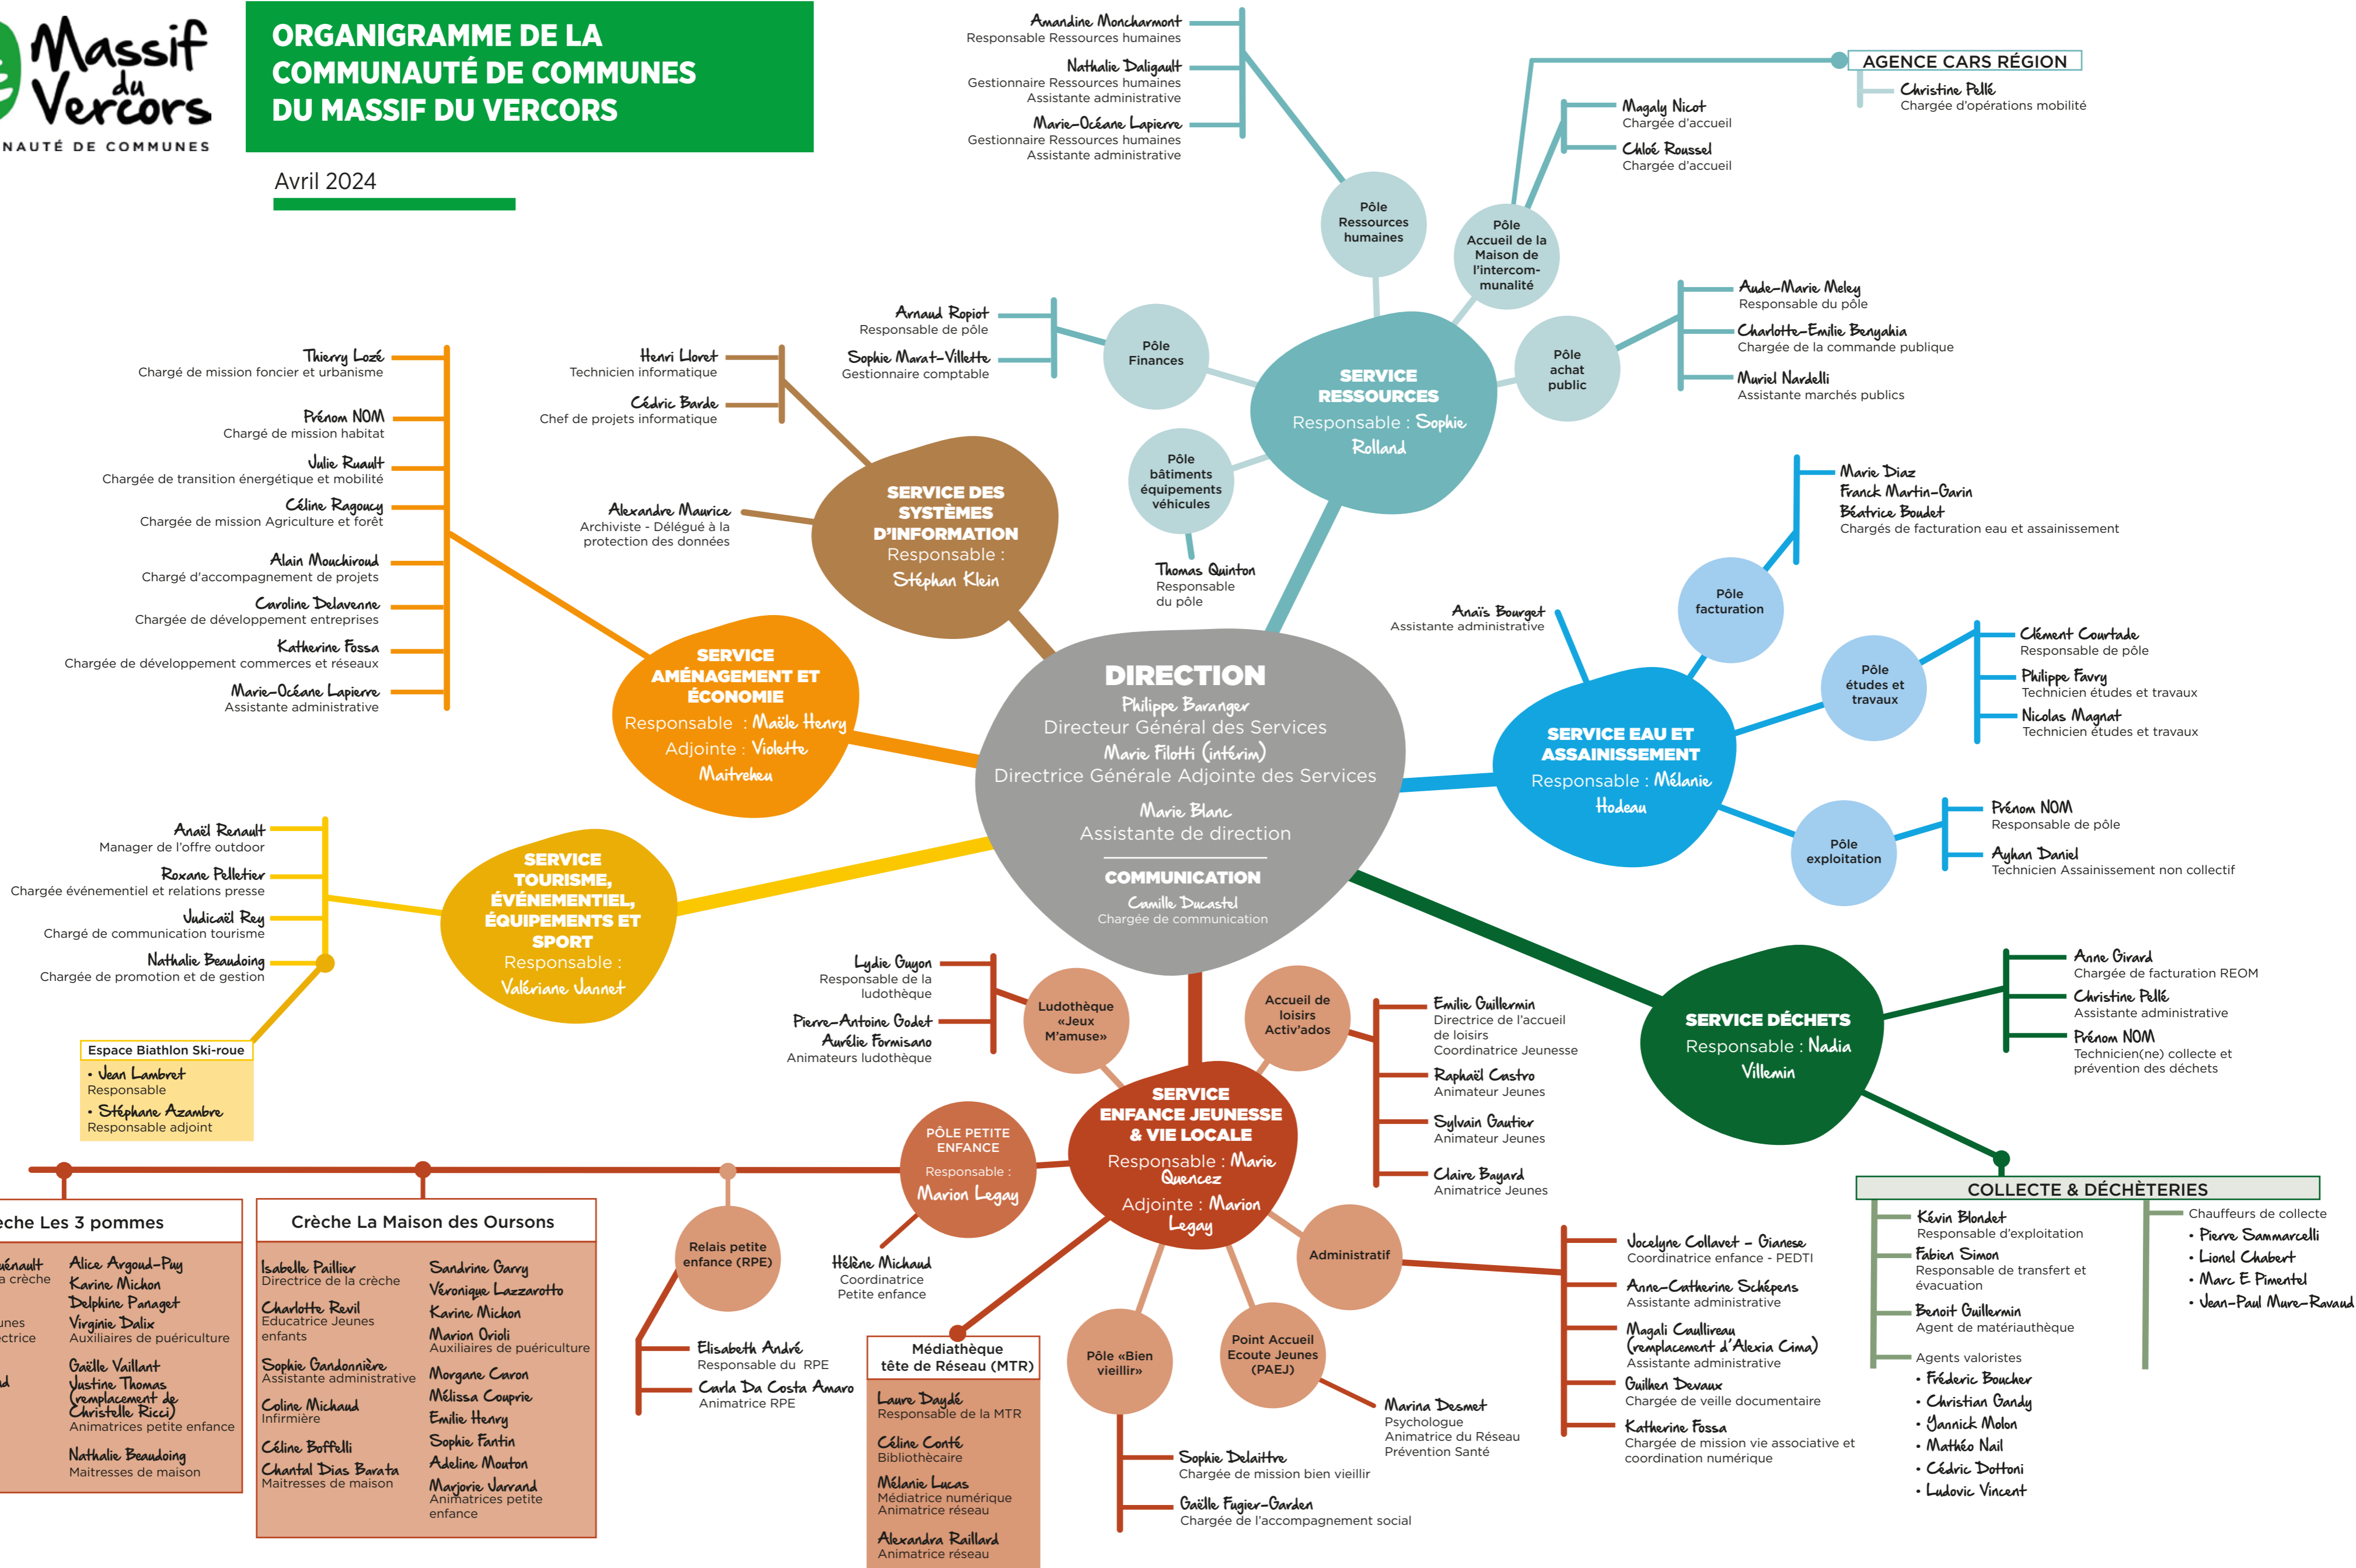 Massif
du
Vercors
NAUTÉ DE COMMUNES
ORGANIGRAMME DE LA
COMMUNAUTÉ DE COMMUNES
DU MASSIF DU VERCORS
Avril 2024
Amandine Moncharmont
Responsable Ressources humaines
Nathalie Daligault
Gestionnaire Ressources humaines
Assistante administrative
Marie-Océane Lapierre
Gestionnaire Ressources humaines
Assistante administrative
Pôle
Ressources
humaines
AGENCE CARS RÉGION
Christine Pellé
Chargée d'opérations mobilité
Magaly Nicot
Chargée d'accueil
Chloé Roussel
Chargée d'accueil
Pôle
Accueil de la
Maison de
l'intercom-
munalité
Arnaud Ropiot
Responsable de pôle
Sophie Marat-Villette
Gestionnaire comptable
Pôle
Finances
SERVICE
RESSOURCES
Responsable : Sophie
Rolland
Pôle
achat
public
Aude-Marie Meley
Responsable du pôle
Charlotte-Emilie Benyahia
Chargée de la commande publique
Muriel Nardelli
Assistante marchés publics
Pôle
bâtiments
équipements
véhicules
Thomas Quinton
Responsable
du pôle
Henri Lloret
Technicien informatique
Cédric Barde
Chef de projets informatique
Alexandre Maurice
Archiviste - Délégué à la
protection des données
SERVICE DES
SYSTÈMES
D'INFORMATION
Responsable :
Stéphan Klein
Thierry Lozé
Chargé de mission foncier et urbanisme
Prénom NOM
Chargé de mission habitat
Julie Ruault
Chargée de transition énergétique et mobilité
Céline Ragoucy
Chargée de mission Agriculture et forêt
Alain Mouchiroud
Chargé d'accompagnement de projets
Caroline Delavenne
Chargée de développement entreprises
Katherine Fossa
Chargée de développement commerces et réseaux
Marie-Océane Lapierre
Assistante administrative
SERVICE
AMÉNAGEMENT ET
ÉCONOMIE
Responsable : Maële Henry
Adjointe : Violette
Maitreheu
DIRECTION
Philippe Baranger
Directeur Général des Services
Marie Filotti (intérim)
Directrice Générale Adjointe des Services
Marie Blanc
Assistante de direction
COMMUNICATION
Camille Ducastel
Chargée de communication
Anaïs Bourget
Assistante administrative
SERVICE EAU ET
ASSAINISSEMENT
Responsable : Mélanie
Hodeau
Pôle
facturation
Marie Diaz
Franck Martin-Garin
Béatrice Boudet
Chargés de facturation eau et assainissement
Pôle
études et
travaux
Clément Courtade
Responsable de pôle
Philippe Favry
Technicien études et travaux
Nicolas Magnat
Technicien études et travaux
Pôle
exploitation
Prénom NOM
Responsable de pôle
Ayhan Daniel
Technicien Assainissement non collectif
Anaël Renault
Manager de l'offre outdoor
Roxane Pelletier
Chargée événementiel et relations presse
Judicaël Rey
Chargé de communication tourisme
Nathalie Beaudoing
Chargée de promotion et de gestion
SERVICE
TOURISME,
ÉVÉNEMENTIEL,
ÉQUIPEMENTS ET
SPORT
Responsable :
Valériane Jannet
Espace Biathlon Ski-roue
• Jean Lambret
Responsable
• Stéphane Azambre
Responsable adjoint
SERVICE DÉCHETS
Responsable : Nadia
Villemin
Anne Girard
Chargée de facturation REOM
Christine Pellé
Assistante administrative
Prénom NOM
Technicien(ne) collecte et
prévention des déchets
COLLECTE & DÉCHÈTERIES
Kévin Blondet
Responsable d'exploitation
Fabien Simon
Responsable de transfert et
évacuation
Benoit Guillermin
Agent de matériauthèque
Agents valoristes
• Fréderic Boucher
• Christian Gandy
• Yannick Molon
• Mathéo Nail
• Cédric Dottoni
• Ludovic Vincent
Chauffeurs de collecte
• Pierre Sammarcelli
• Lionel Chabert
• Marc E Pimentel
• Jean-Paul Mure-Ravaud
Lydie Guyon
Responsable de la
ludothèque
Pierre-Antoine Godet
Aurélie Formisano
Animateurs ludothèque
Ludothèque
«Jeux
M'amuse»
Accueil de
loisirs
Activ'ados
Emilie Guillermin
Directrice de l'accueil
de loisirs
Coordinatrice Jeunesse
Raphaël Castro
Animateur Jeunes
Sylvain Gautier
Animateur Jeunes
Claire Bayard
Animatrice Jeunes
SERVICE
ENFANCE JEUNESSE
& VIE LOCALE
Responsable : Marie
Quencez
Adjointe : Marion
Legay
PÔLE PETITE
ENFANCE
Responsable :
Marion Legay
Hélène Michaud
Coordinatrice
Petite enfance
Relais petite
enfance (RPE)
Elisabeth André
Responsable du RPE
Carla Da Costa Amaro
Animatrice RPE
Médiathèque
tête de Réseau (MTR)
Laure Daydé
Responsable de la MTR
Céline Conté
Bibliothècaire
Mélanie Lucas
Médiatrice numérique
Animatrice réseau
Alexandra Raillard
Animatrice réseau
Pôle «Bien
vieillir»
Sophie Delaittre
Chargée de mission bien vieillir
Gaëlle Fugier-Garden
Chargée de l'accompagnement social
Point Accueil
Ecoute Jeunes
(PAEJ)
Marina Desmet
Psychologue
Animatrice du Réseau
Prévention Santé
Administratif
Jocelyne Collavet - Gianese
Coordinatrice enfance - PEDTI
Anne-Catherine Schépens
Assistante administrative
Magali Caullireau
(remplacement d'Alexia Cima)
Assistante administrative
Guilhen Devaux
Chargée de veille documentaire
Katherine Fossa
Chargée de mission vie associative et
coordination numérique
èche Les 3 pommes
uénault
a crèche
unes
ectrice
d
Alice Argoud-Puy
Karine Michon
Delphine Panaget
Virginie Dalix
Auxiliaires de puériculture
Gaëlle Vaillant
Justine Thomas
(remplacement de
Christelle Ricci)
Animatrices petite enfance
Nathalie Beaudoing
Maitresses de maison
Crèche La Maison des Oursons
Isabelle Paillier
Directrice de la crèche
Charlotte Revil
Educatrice Jeunes
enfants
Sophie Gandonnière
Assistante administrative
Coline Michaud
Infirmière
Céline Boffelli
Chantal Dias Barata
Maitresses de maison
Sandrine Garry
Véronique Lazzarotto
Karine Michon
Marion Orioli
Auxiliaires de puériculture
Morgane Caron
Mélissa Couprie
Emilie Henry
Sophie Fantin
Adeline Mouton
Marjorie Jarrand
Animatrices petite
enfance